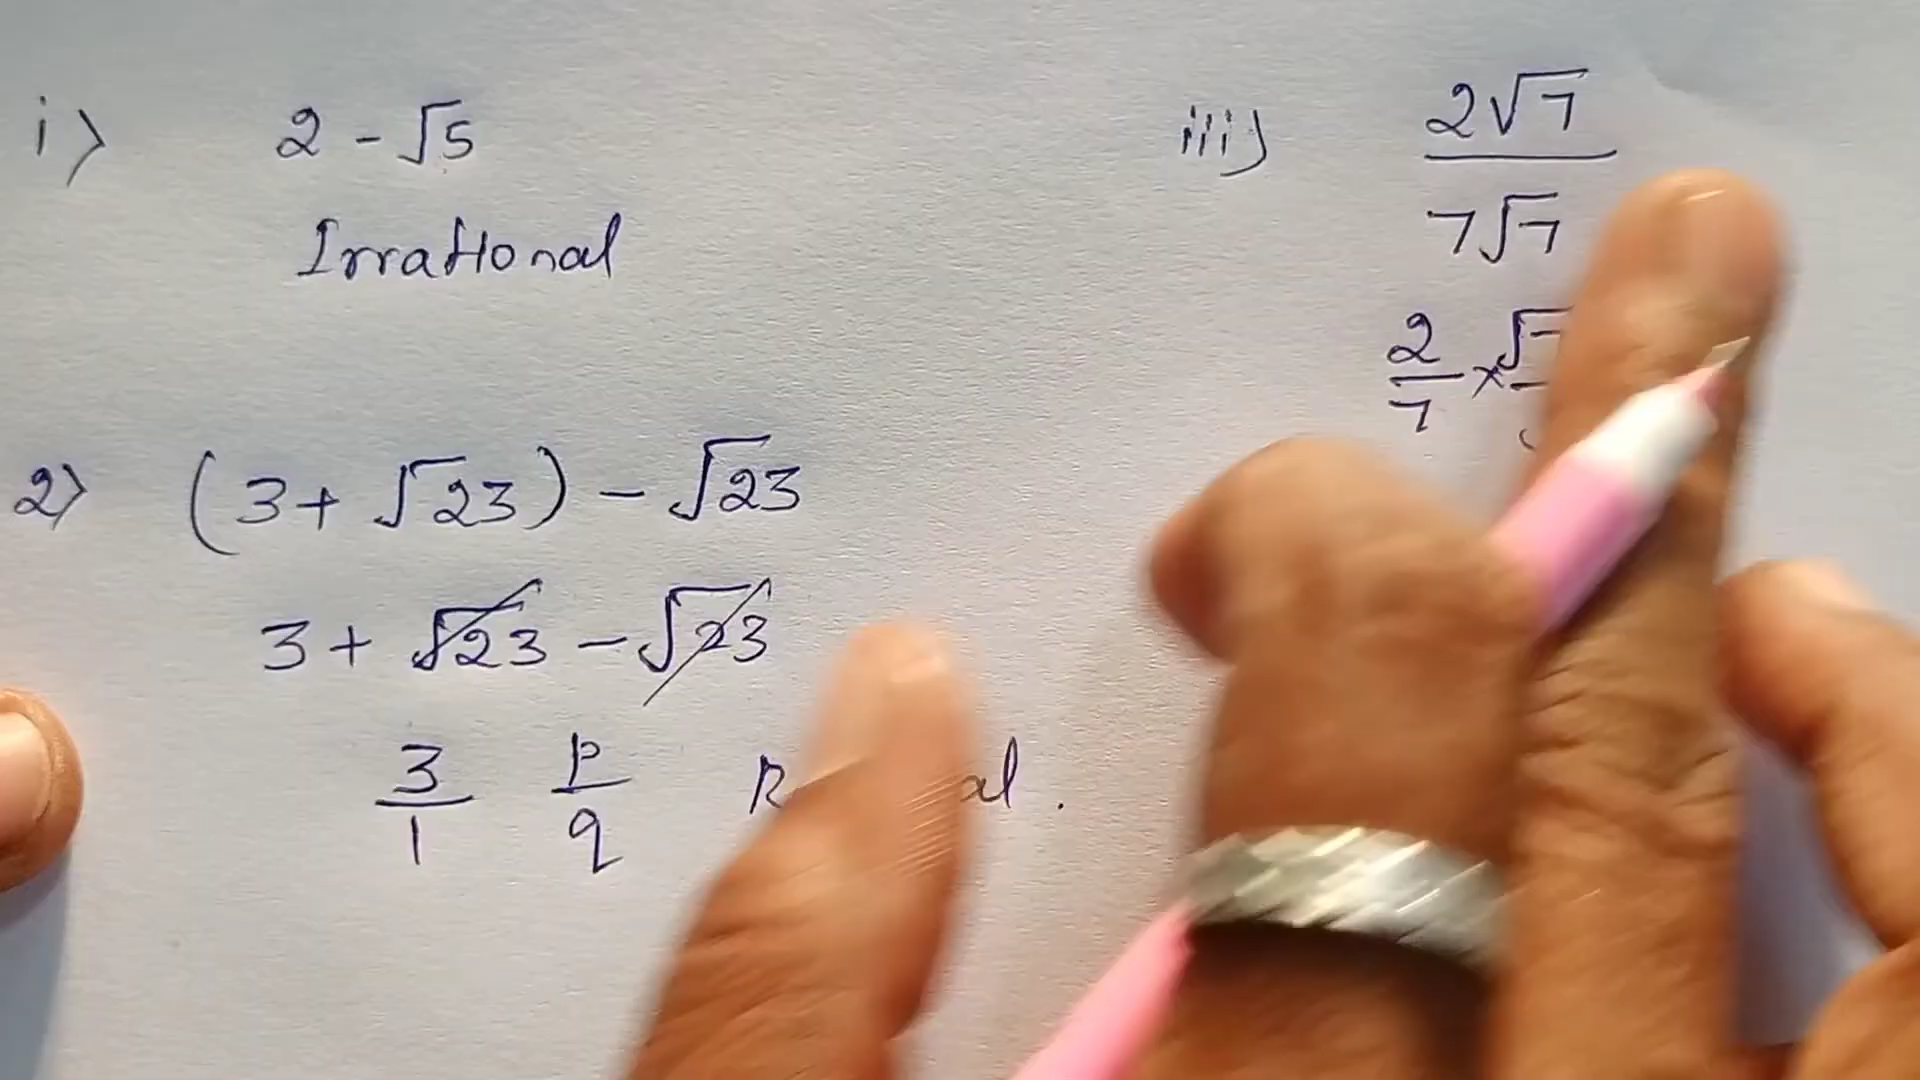 i) 2 - √5
Irrational
2) (3 + √23) - √23
3 + √23 - √23
3/1 p/q
iii) 2√7 / 7√7
2/7 ×